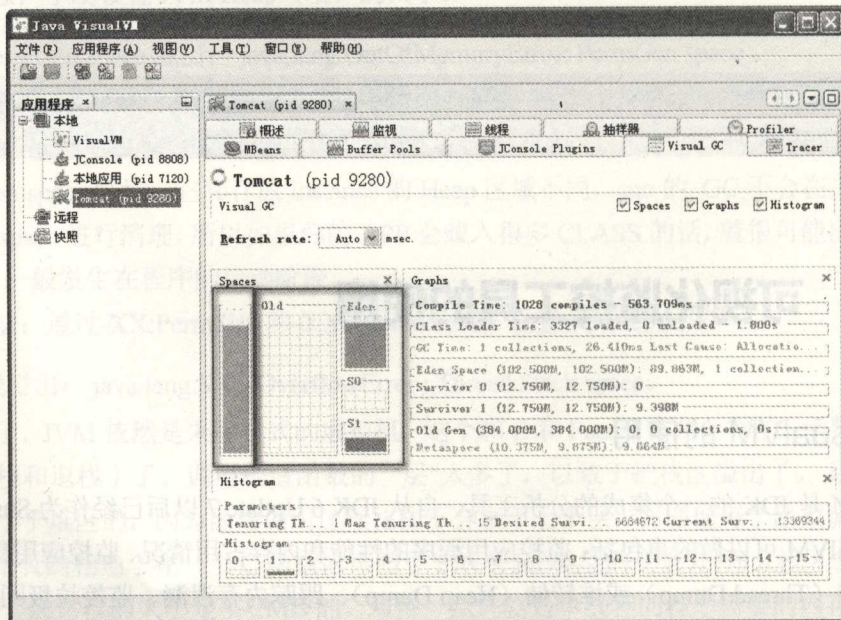 Java VisualVM
文件(F) 应用程序(A) 视图(V) 工具(T) 窗口(W) 帮助(H)
应用程序
本地
VisualVM
JConsole (pid 8808)
本地应用 (pid 7120)
Tomcat (pid 9280)
远程
快照
Tomcat (pid 9280)
概述 监视 线程 抽样器 Profiler
MBeans Buffer Pools JConsole Plugins Visual GC Tracer
Tomcat (pid 9280)
Visual GC Spaces Graphs Histogram
Refresh rate: Auto msec.
Spaces
Old
Eden
S0
S1
Graphs
Compile Time: 1028 compiles - 563.709ms
Class Loader Time: 3327 loaded, 0 unloaded - 1.800s
GC Time: 1 collections, 26.410ms Last Cause: Allocatio...
Eden Space (102.500M, 102.500M): 89.863M, 1 collection...
Survivor 0 (12.750M, 12.750M): 0
Survivor 1 (12.750M, 12.750M): 9.398M
Old Gen (384.000M, 384.000M): 0, 0 collections, 0s
Metaspace (10.375M, 9.875M): 9.664M
Histogram
Parameters
Tenuring Th... 1 Max Tenuring Th... 15 Desired Survi... 6684672 Current Surv... 13369344
Histogram
0 1 2 3 4 5 6 7 8 9 10 11 12 13 14 15